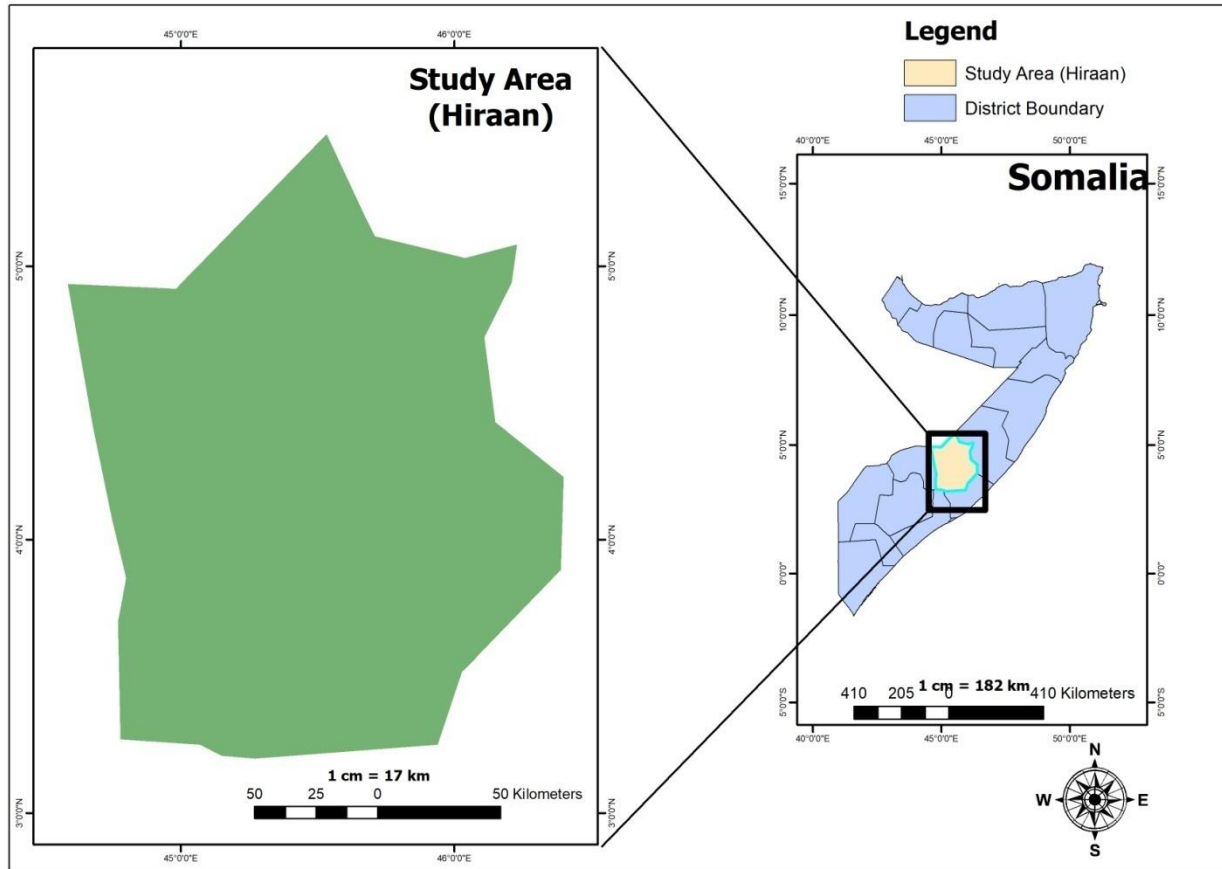 45°0'0"E 46°0'0"E
Study Area
(Hiraan)
5°0'0"N 5°0'0"N
4°0'0"N 4°0'0"N
3°0'0"N 3°0'0"N
1 cm = 17 km
50 25 0 50 Kilometers
45°0'0"E 46°0'0"E
Legend
Study Area (Hiraan)
District Boundary
40°0'0"E 45°0'0"E 50°0'0"E
Somalia
15°0'0"N 15°0'0"N
10°0'0"N 10°0'0"N
5°0'0"N 5°0'0"N
0°0'0" 0°0'0"
5°0'0"S 5°0'0"S
1 cm = 182 km
410 205 0 410 Kilometers
40°0'0"E 45°0'0"E 50°0'0"E
N
W E
S